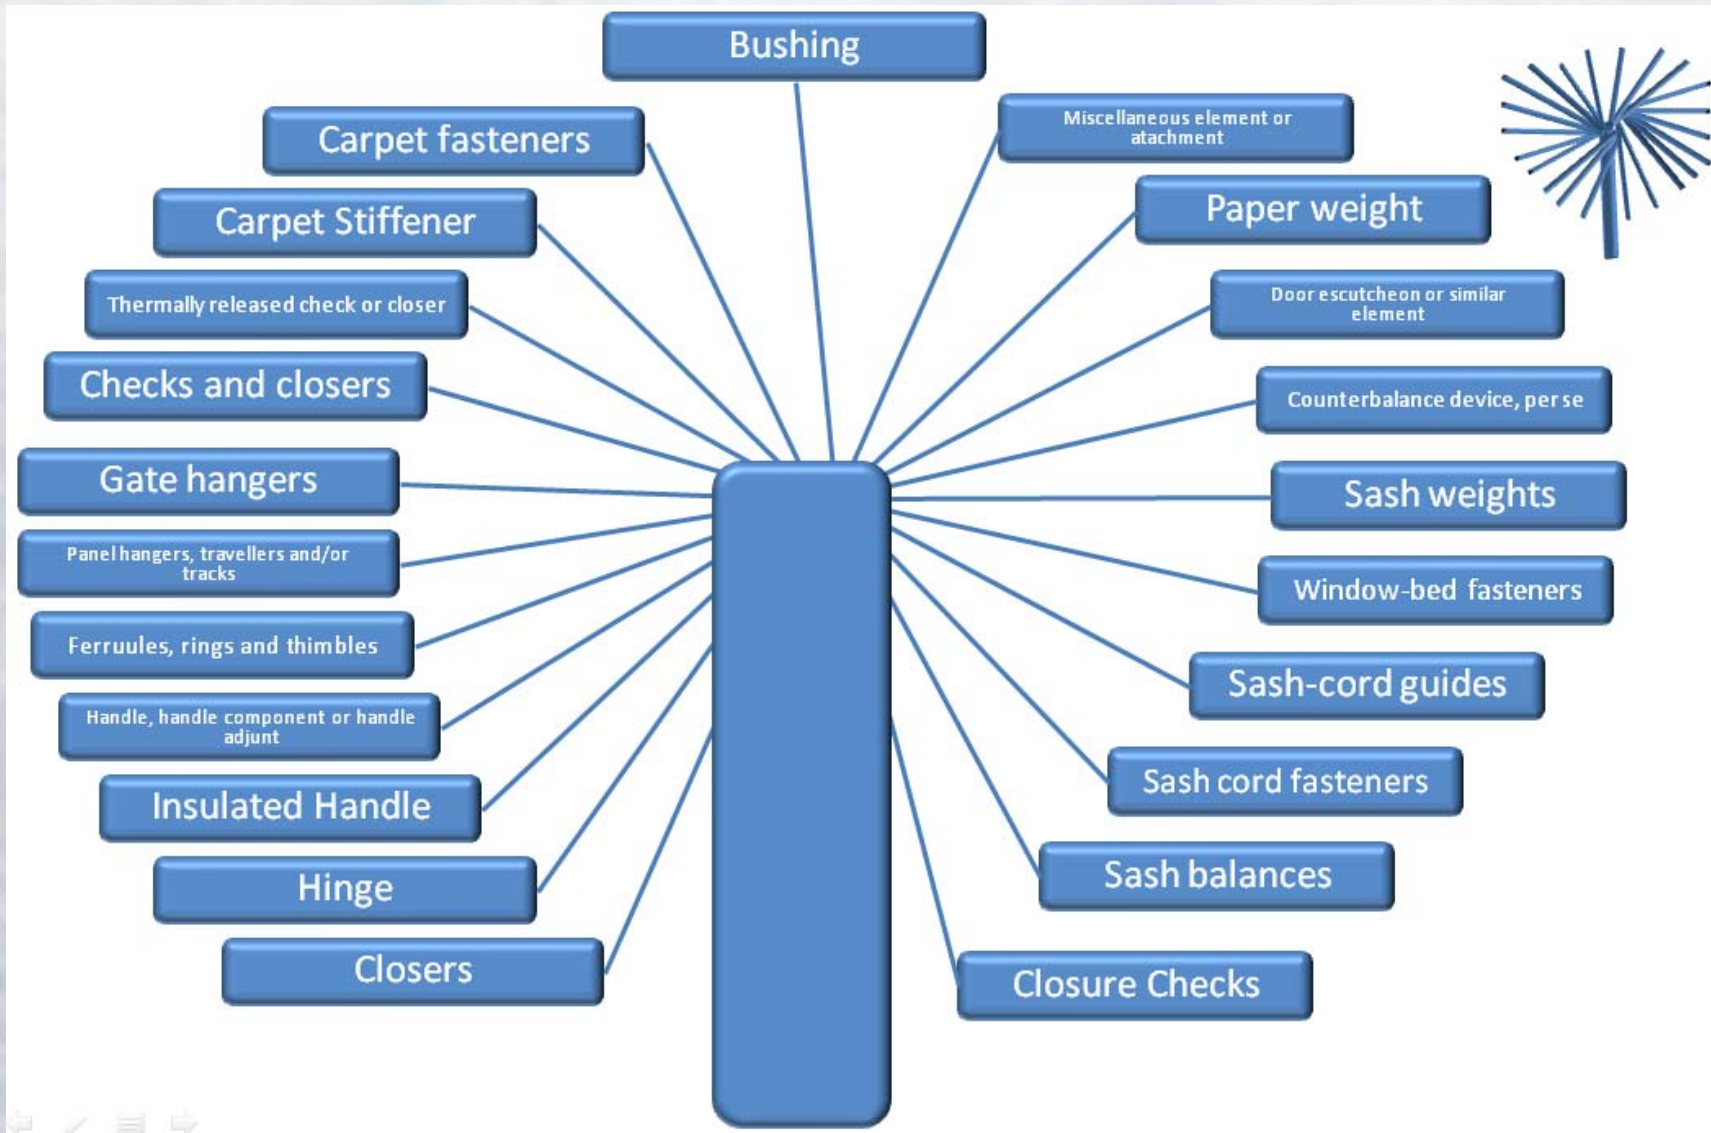 Bushing
Carpet fasteners
Carpet Stiffener
Thermally released check or closer
Checks and closers
Gate hangers
Panel hangers, travellers and/or
tracks
Ferruules, rings and thimbles
Handle, handle component or handle
adjunt
Insulated Handle
Hinge
Closers
Miscellaneous element or
atachment
Paper weight
Door escutcheon or similar
element
Counterbalance device, per se
Sash weights
Window-bed fasteners
Sash-cord guides
Sash cord fasteners
Sash balances
Closure Checks